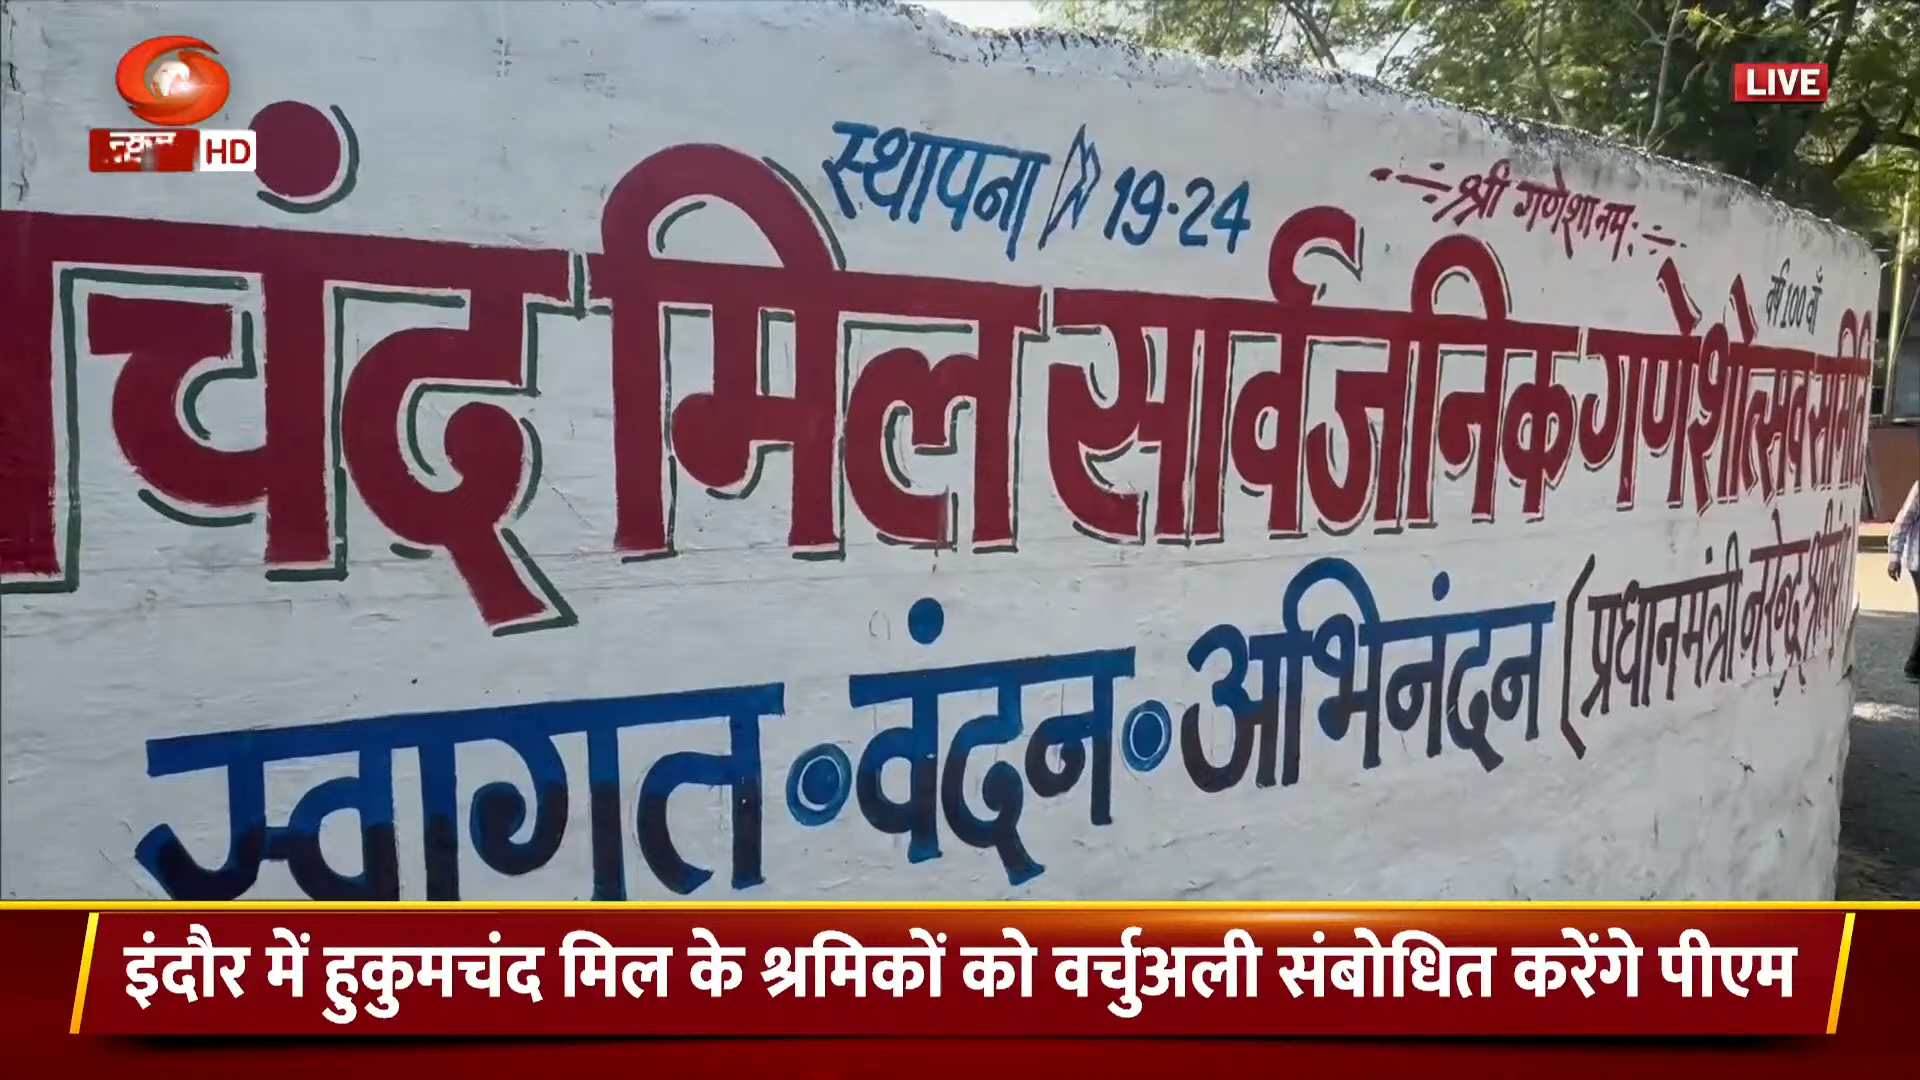 HD
LIVE
स्थापना 19·24
श्री गणेशा नमः
वर्ष 100 वाँ
चंद मिल सार्वजनिक गणेशोत्सव समिति
स्वागत वंदन अभिनंदन (प्रधानमंत्री नरेन्द्र
इंदौर में हुकुमचंद मिल के श्रमिकों को वर्चुअली संबोधित करेंगे पीएम